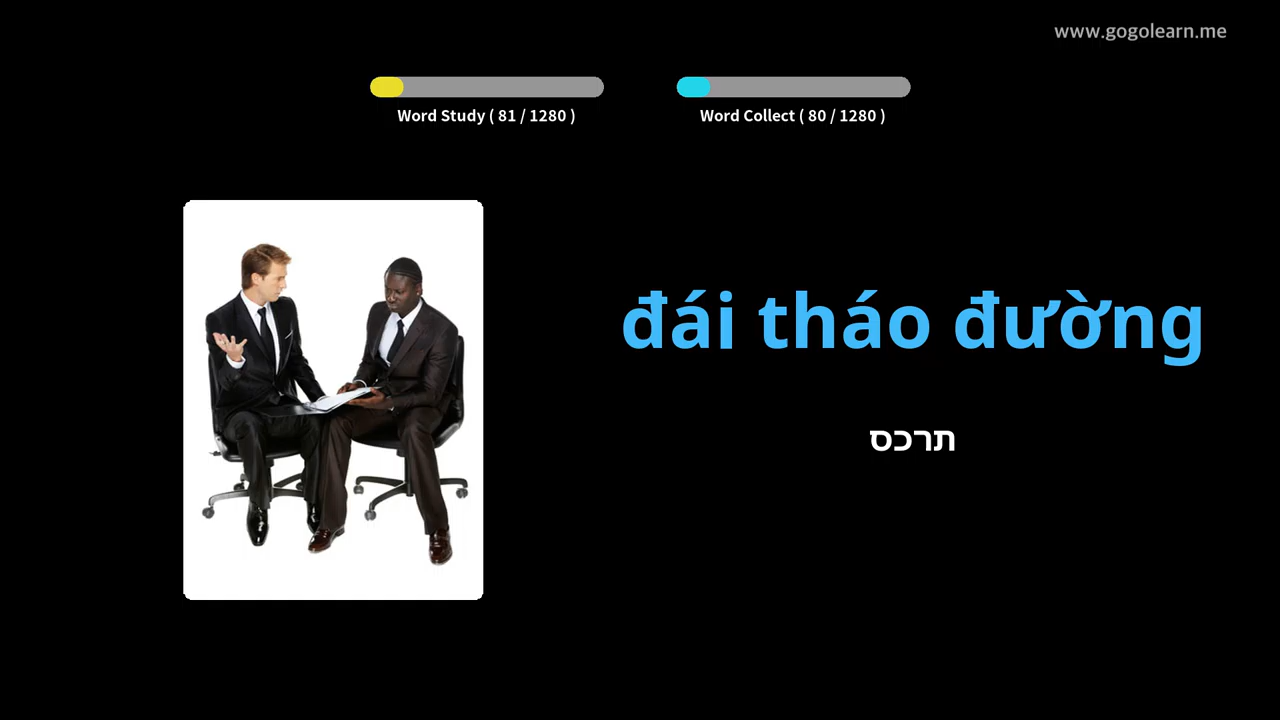 www.gogolearn.me
Word Study ( 81 / 1280 )
Word Collect ( 80 / 1280 )
đái tháo đường
תרכס